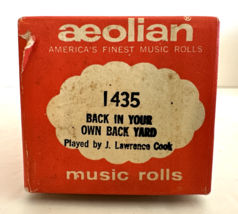 aeolian®
AMERICA'S FINEST MUSIC ROLLS
1435
BACK IN YOUR
OWN BACK YARD
Played by J. Lawrence Cook
music rolls